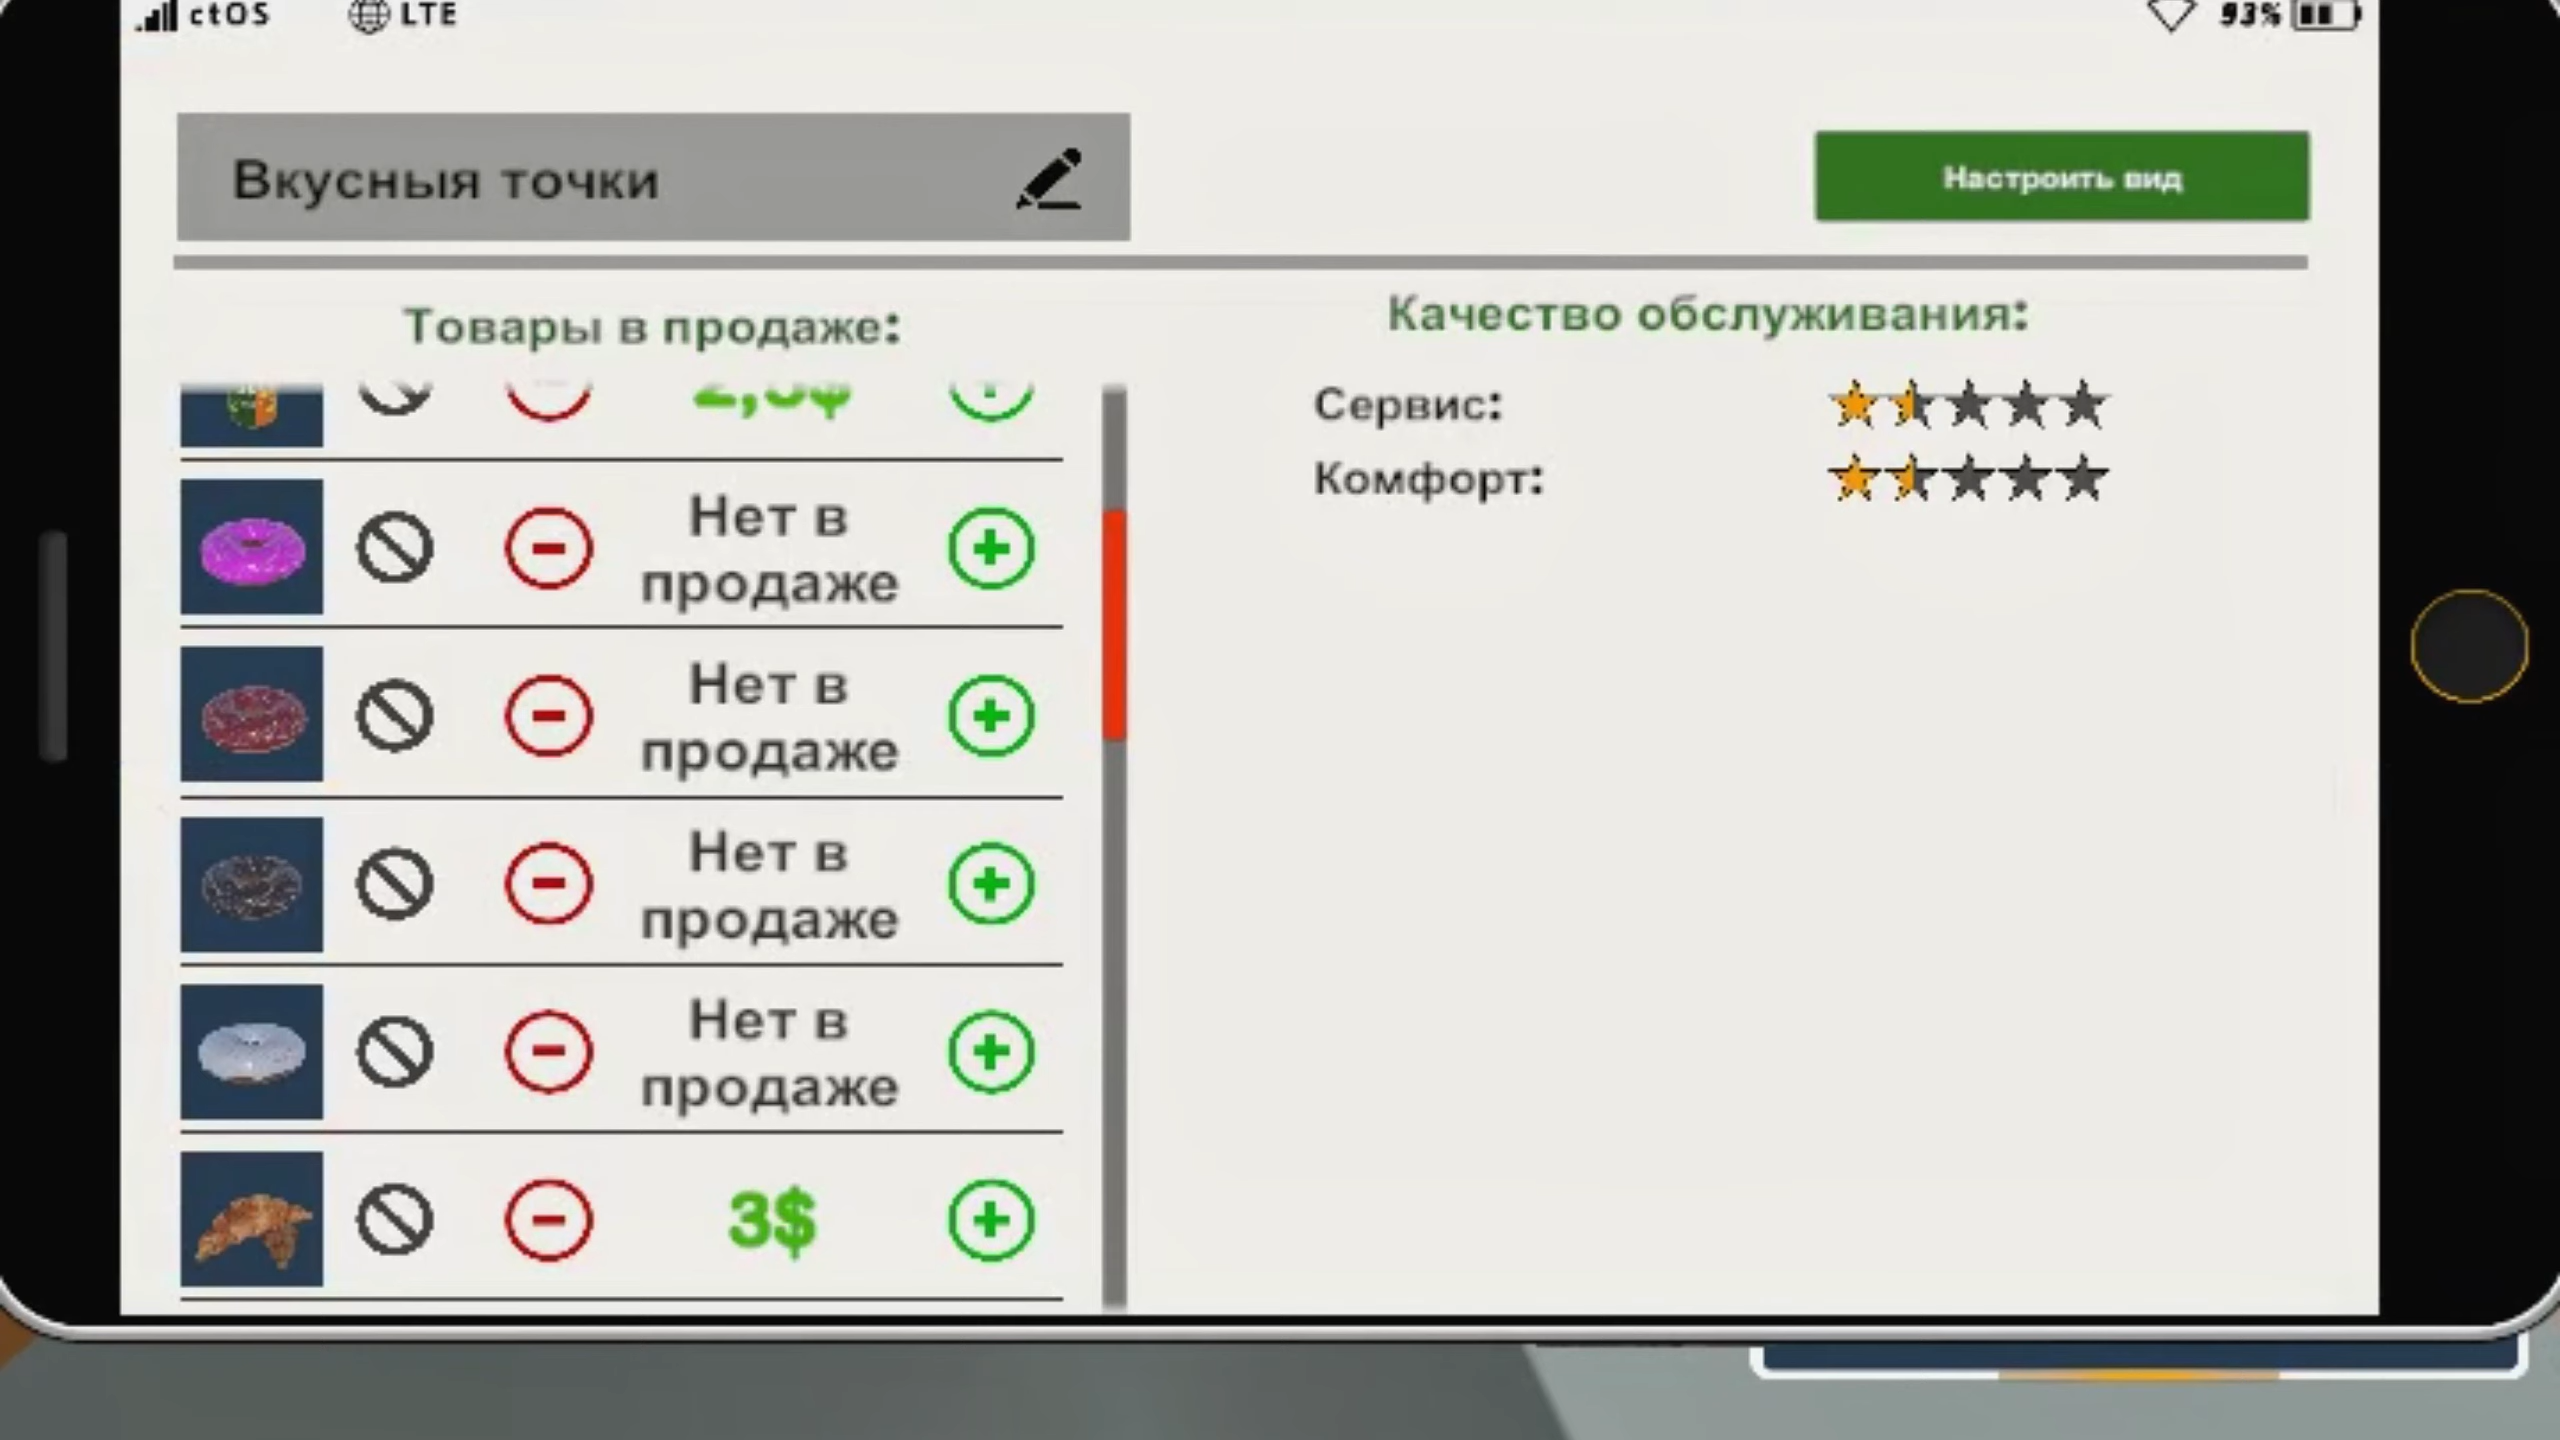 ctOS LTE 93%
Вкусныя точки
Настроить вид
Товары в продаже:
Качество обслуживания:
Сервис:
Комфорт:
Нет в
продаже
Нет в
продаже
Нет в
продаже
Нет в
продаже
3$